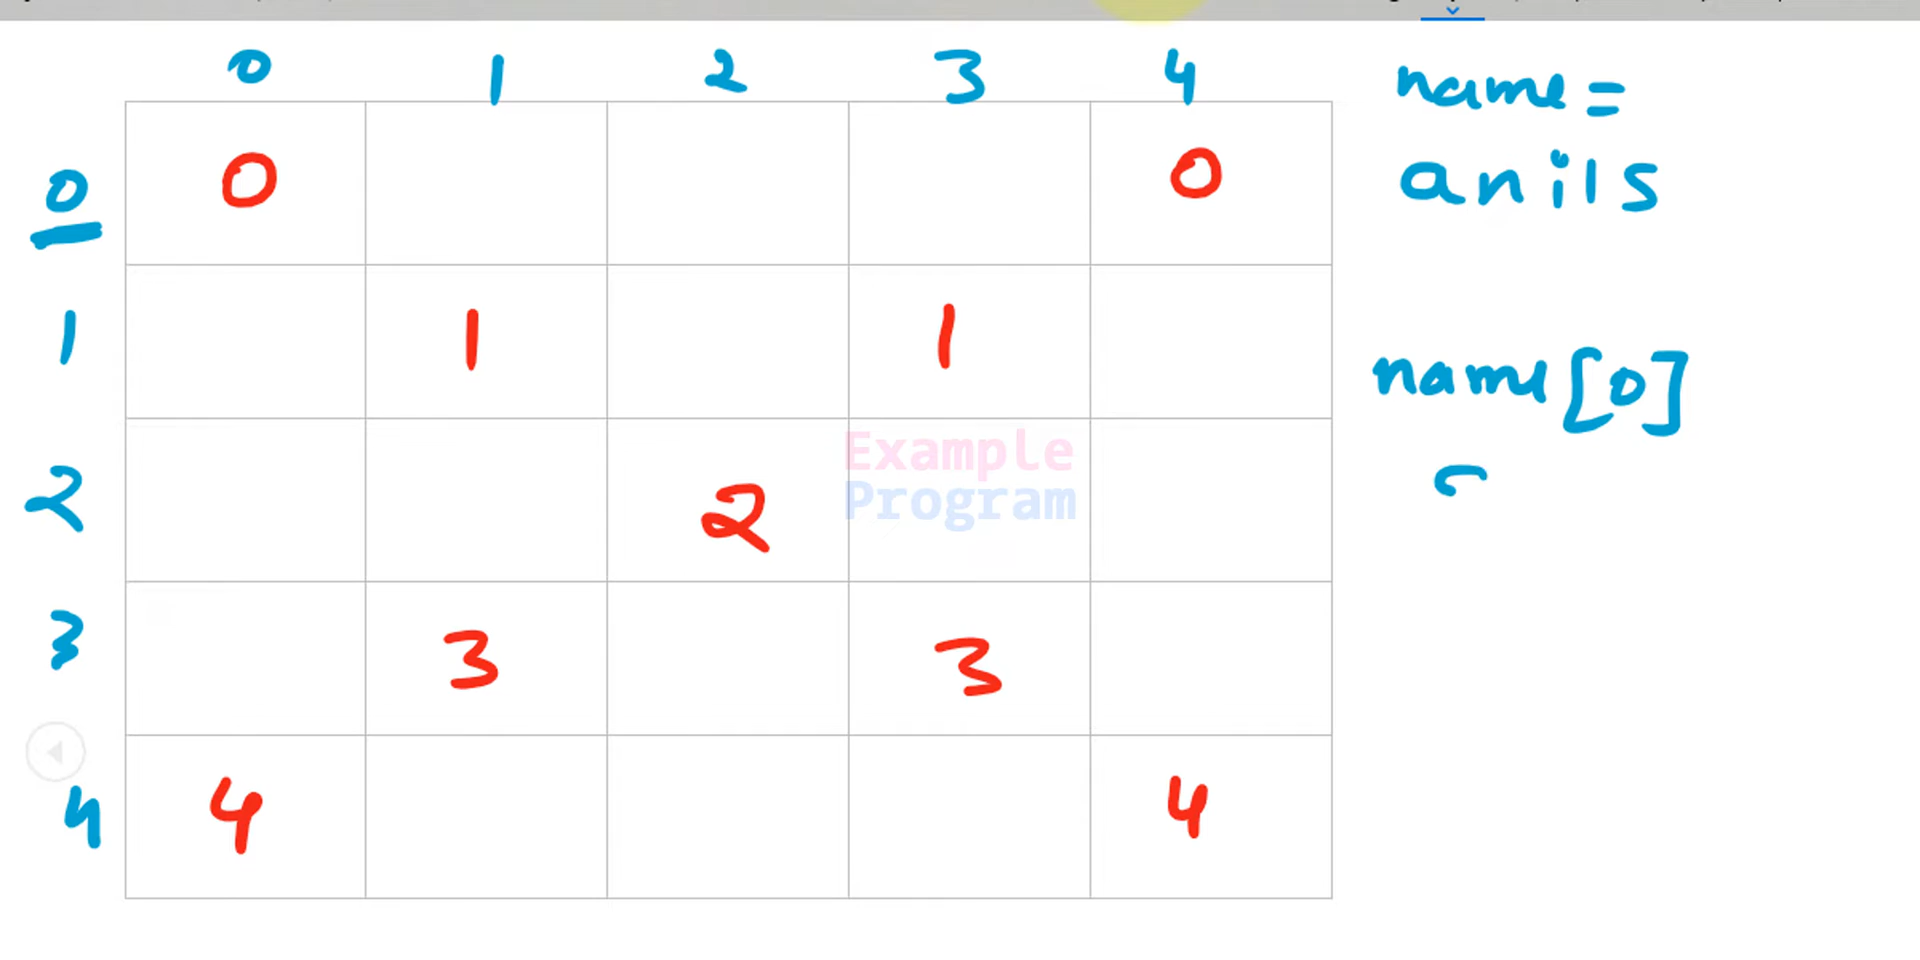 0 1 2 3 4
name =
0 0 0
anils
1 1 1
name[0]
Example
Program
2 2
3 3 3
4 4 4